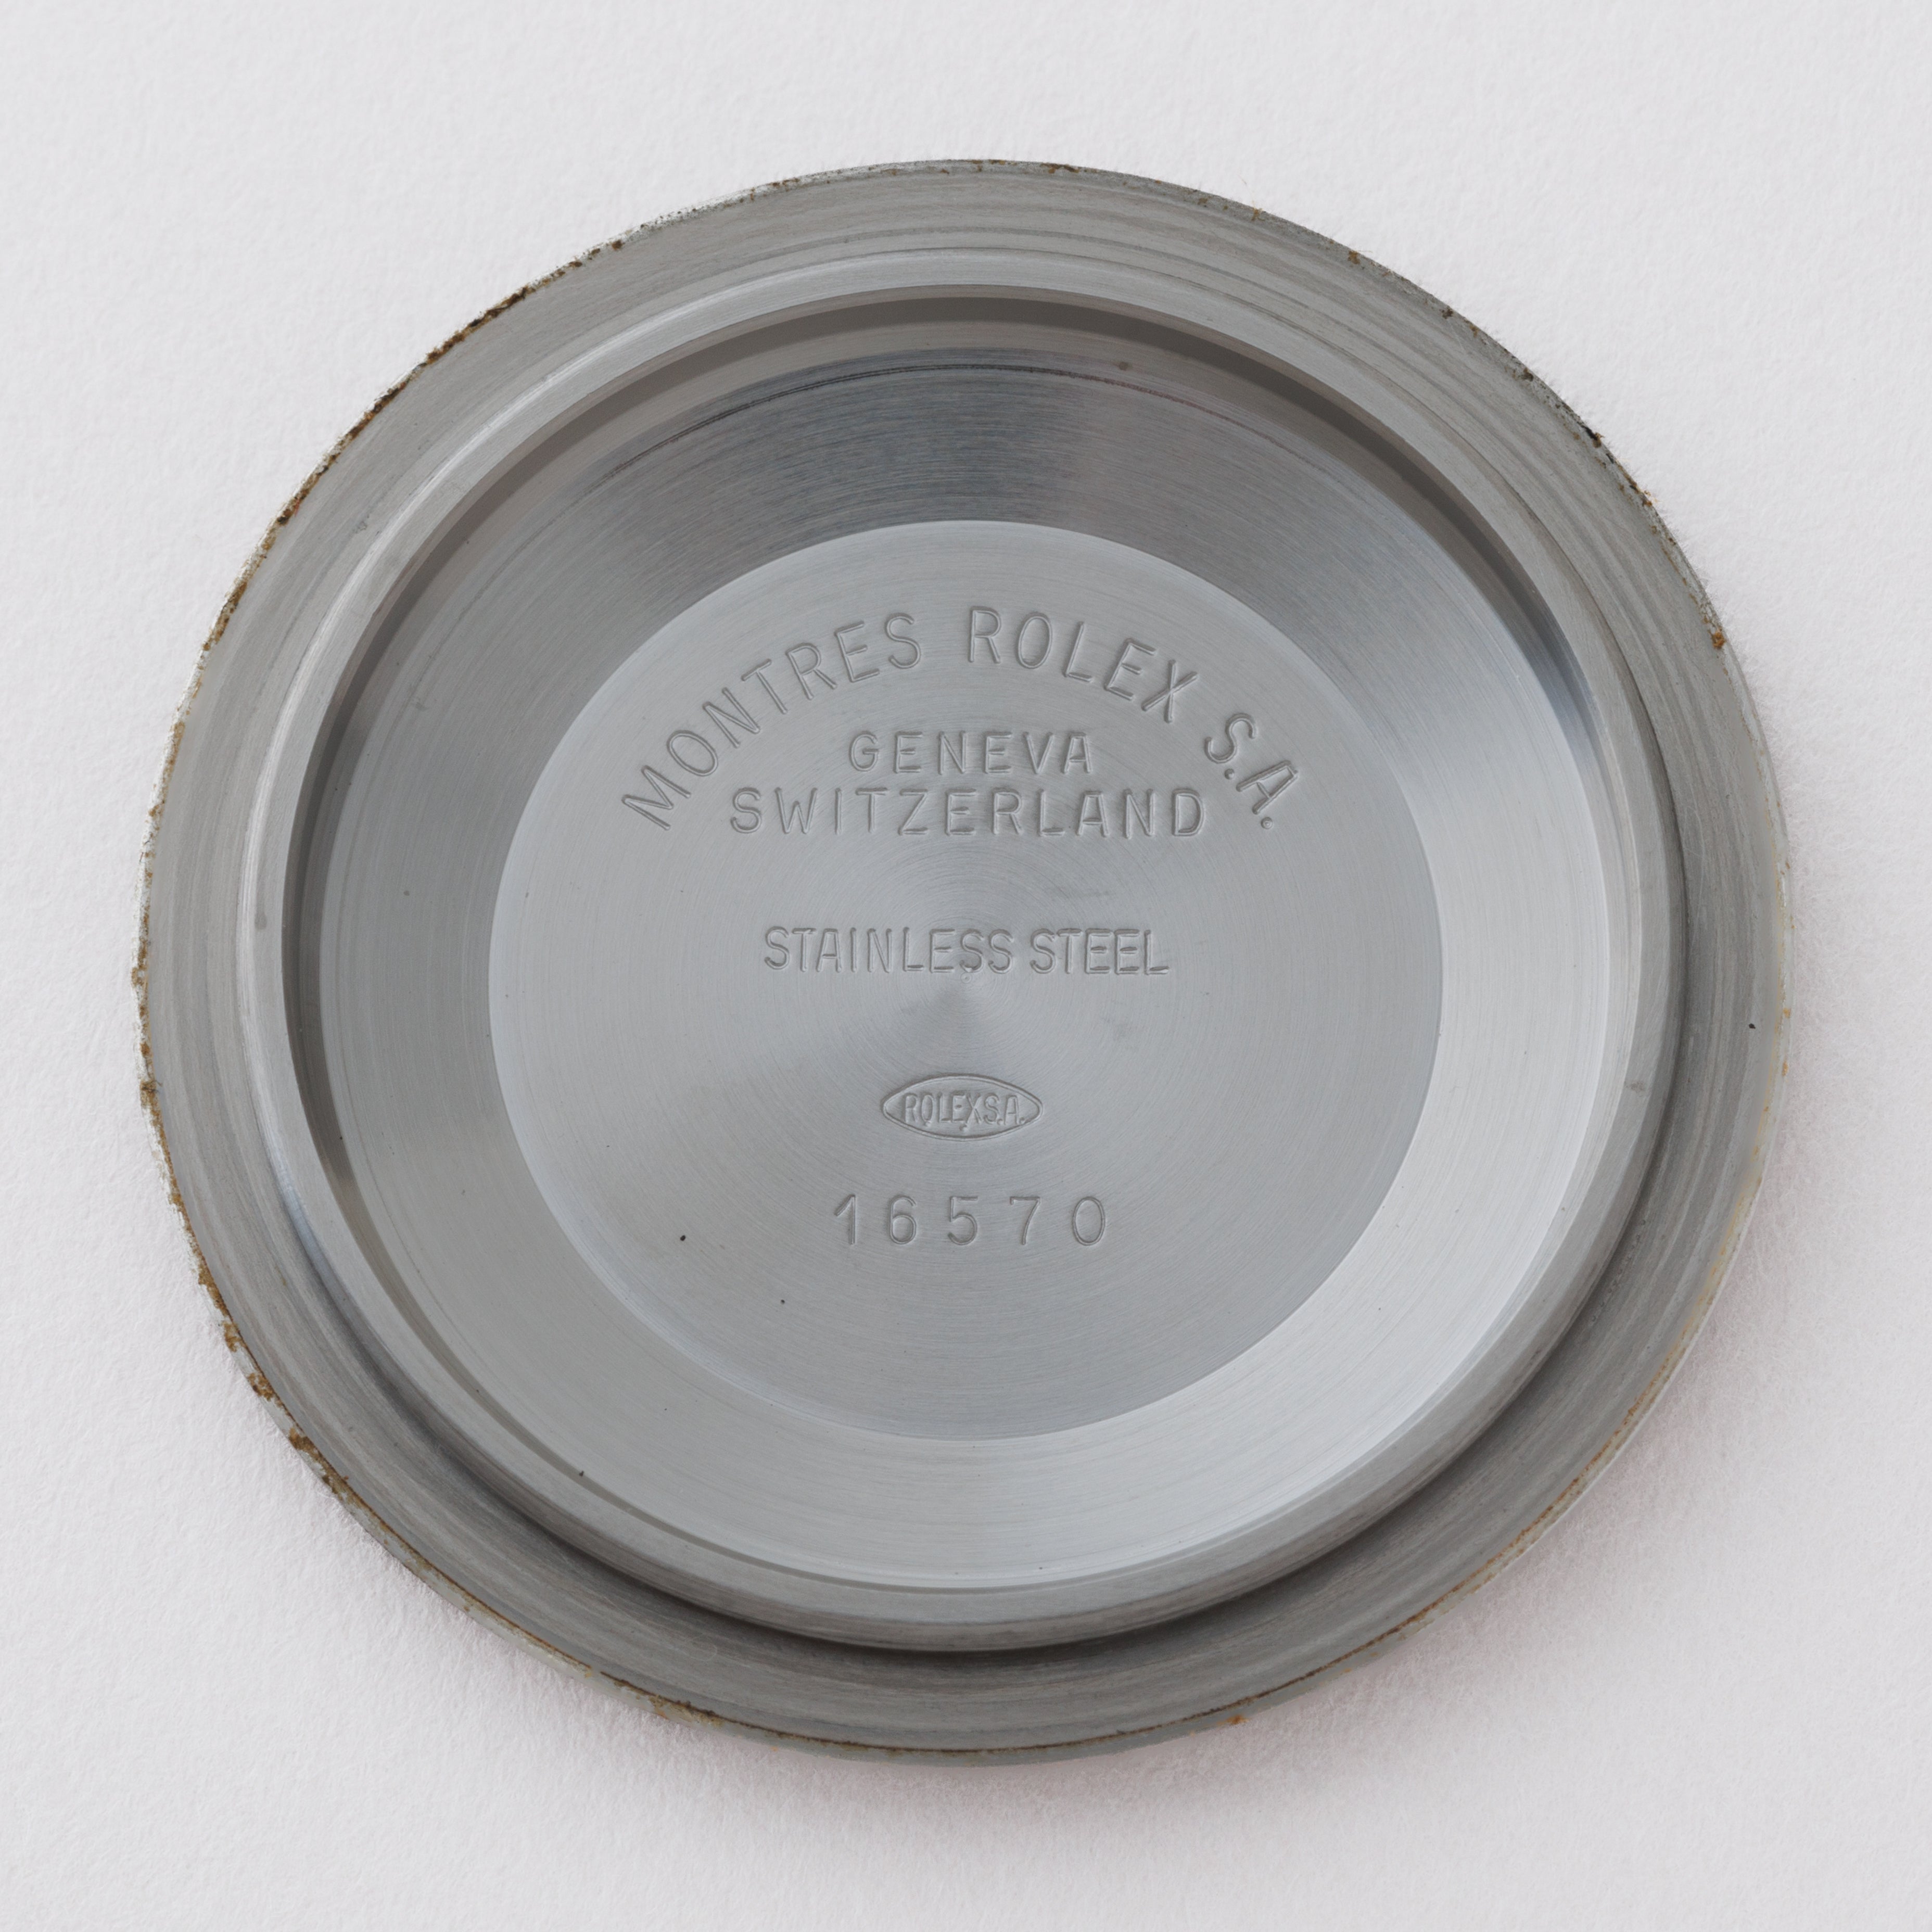 MONTRES ROLEX S.A.
GENEVA
SWITZERLAND
STAINLESS STEEL
ROLEX S.A.
16570